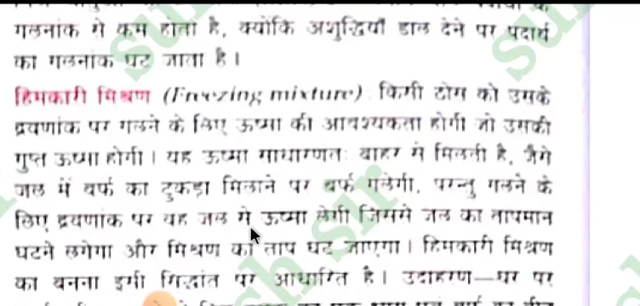 गलनांक से कम होता है, क्योंकि अशुद्धियाँ डाल देने पर पदार्थ
का गलनांक घट जाता है।
हिमकारी मिश्रण (Freezing mixture) : किसी ठोस को उसके
द्रवणांक पर गलने के लिए ऊष्मा की आवश्यकता होगी जो उसकी
गुप्त ऊष्मा होगी। यह ऊष्मा साधारणतः बाहर से मिलती है, जैसे
जल में बर्फ का टुकड़ा मिलाने पर बर्फ गलेगी, परन्तु गलने के
लिए द्रवणांक पर वह जल से ऊष्मा लेगी जिससे जल का तापमान
घटने लगेगा और मिश्रण का ताप घट जाएगा। हिमकारी मिश्रण
का बनना इसी सिद्धांत पर आधारित है। उदाहरण—घर पर